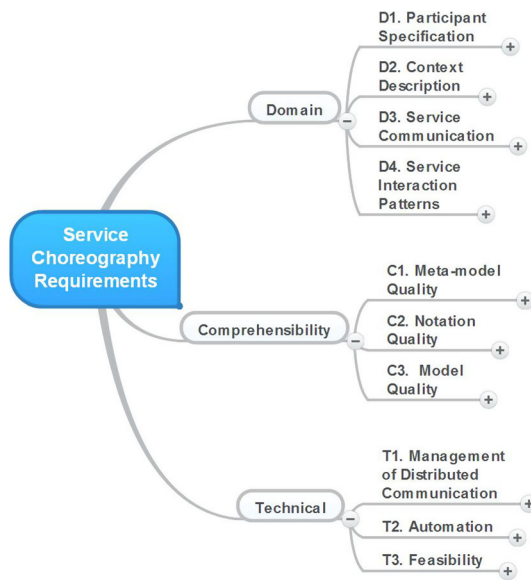 Service
Choreography
Requirements
Domain
D1. Participant
Specification
D2. Context
Description
D3. Service
Communication
D4. Service
Interaction
Patterns
Comprehensibility
C1. Meta-model
Quality
C2. Notation
Quality
C3. Model
Quality
Technical
T1. Management
of Distributed
Communication
T2. Automation
T3. Feasibility